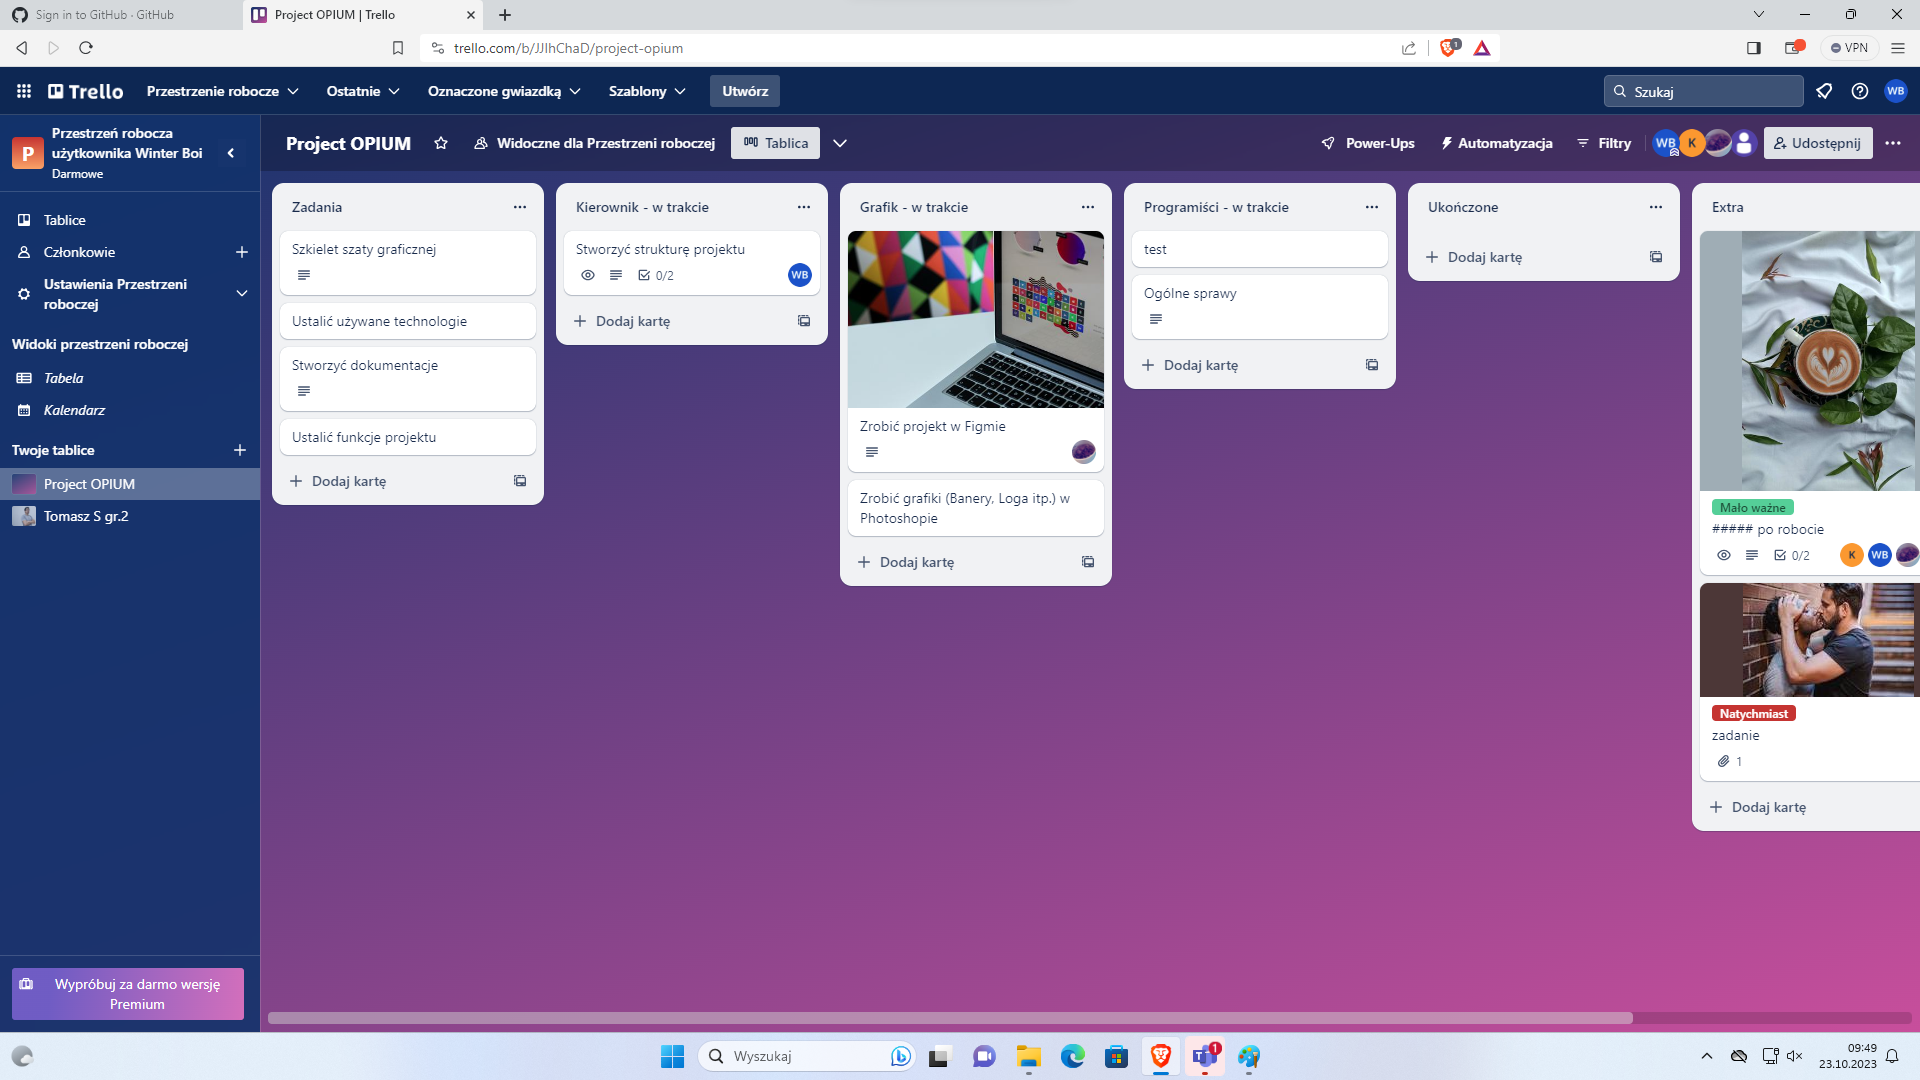 Sign in to GitHub · GitHub
Project OPIUM | Trello
trello.com/b/JJIhChaD/project-opium
1
VPN
Trello
Przestrzenie robocze
Ostatnie
Oznaczone gwiazdką
Szablony
Utwórz
Szukaj
WB
P
Przestrzeń robocza
użytkownika Winter Boi
Darmowe
Project OPIUM
Widoczne dla Przestrzeni roboczej
Tablica
Power-Ups
Automatyzacja
Filtry
WB
K
Udostępnij
Tablice
Członkowie
Ustawienia Przestrzeni
roboczej
Widoki przestrzeni roboczej
Tabela
Kalendarz
Twoje tablice
Project OPIUM
Tomasz S gr.2
Wypróbuj za darmo wersję
Premium
Zadania
Szkielet szaty graficznej
Ustalić używane technologie
Stworzyć dokumentacje
Ustalić funkcje projektu
Dodaj kartę
Kierownik - w trakcie
Stworzyć strukturę projektu
0/2
WB
Dodaj kartę
Grafik - w trakcie
Zrobić projekt w Figmie
Zrobić grafiki (Banery, Loga itp.) w
Photoshopie
Dodaj kartę
Programiści - w trakcie
test
Ogólne sprawy
Dodaj kartę
Ukończone
Dodaj kartę
Extra
Mało ważne
##### po robocie
0/2
K
WB
Natychmiast
zadanie
1
Dodaj kartę
Wyszukaj
1
09:49
23.10.2023